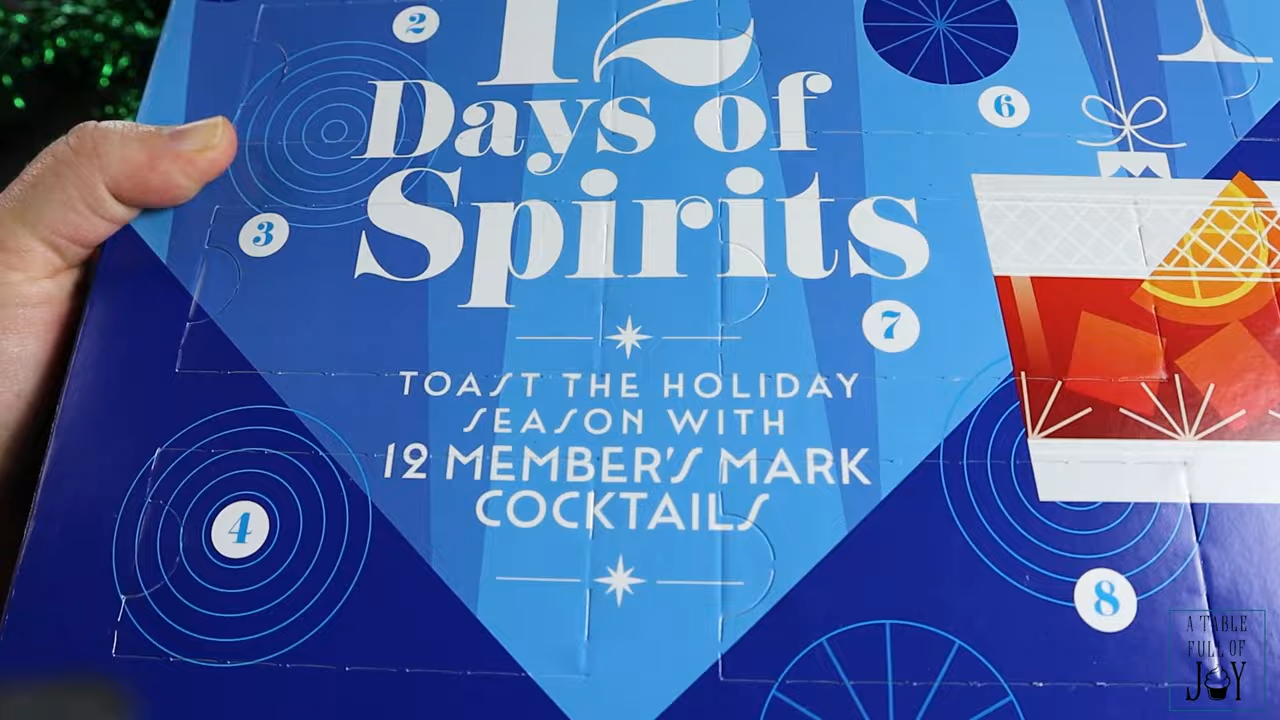 2
12
Days of
Spirits
3
6
7
TOAST THE HOLIDAY
SEASON WITH
12 MEMBER'S MARK
COCKTAILS
4
8
A TABLE
FULL OF
JOY